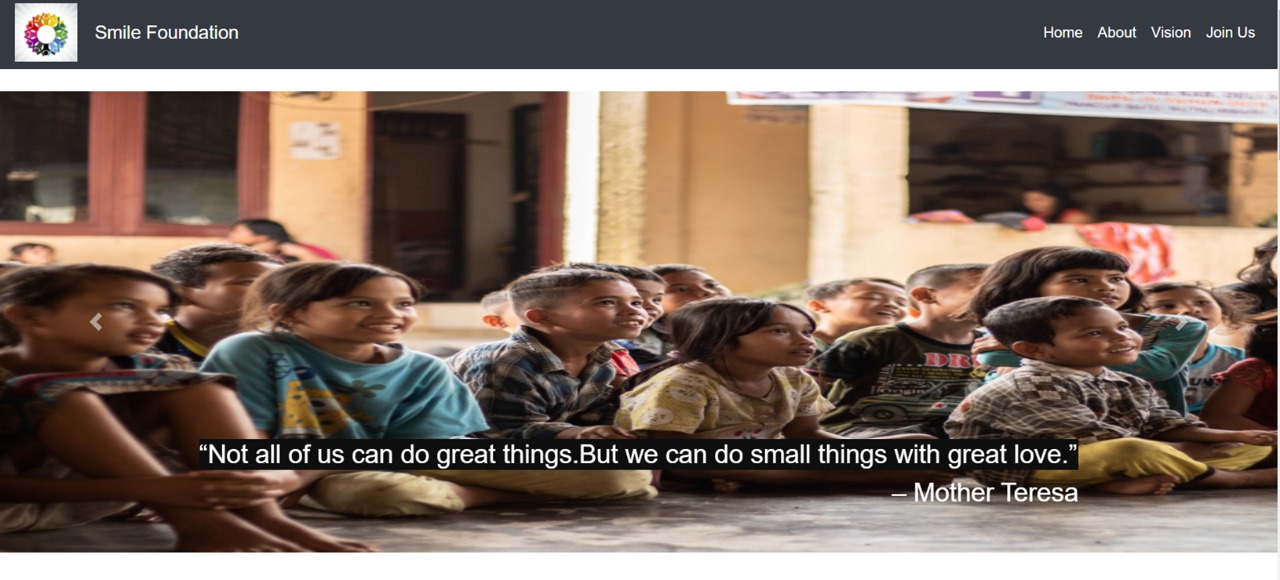 Smile Foundation
Home About Vision Join Us
“Not all of us can do great things.But we can do small things with great love.”
– Mother Teresa